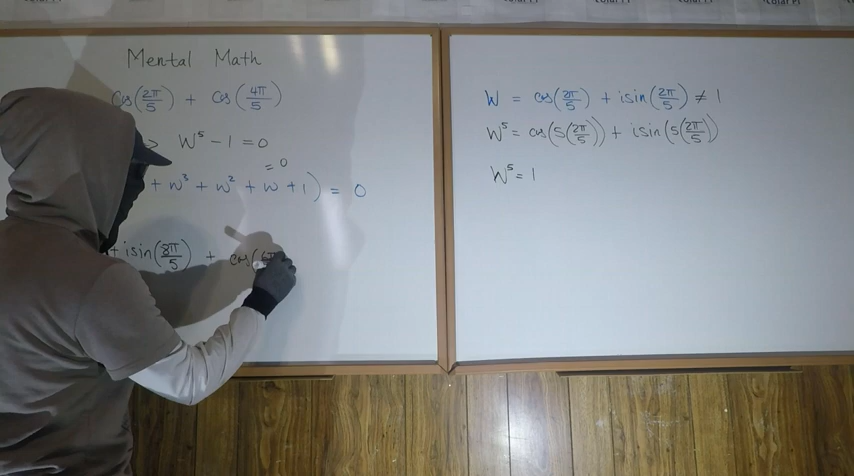 Mental Math
cos(2π/5) + cos(4π/5)
W⁵ - 1 = 0
= 0
+ w³ + w² + w + 1) = 0
+ isin(8π/5) + cos(6π
W = cos(2π/5) + isin(2π/5) ≠ 1
W⁵ = cos(5(2π/5)) + isin(5(2π/5))
W⁵ = 1